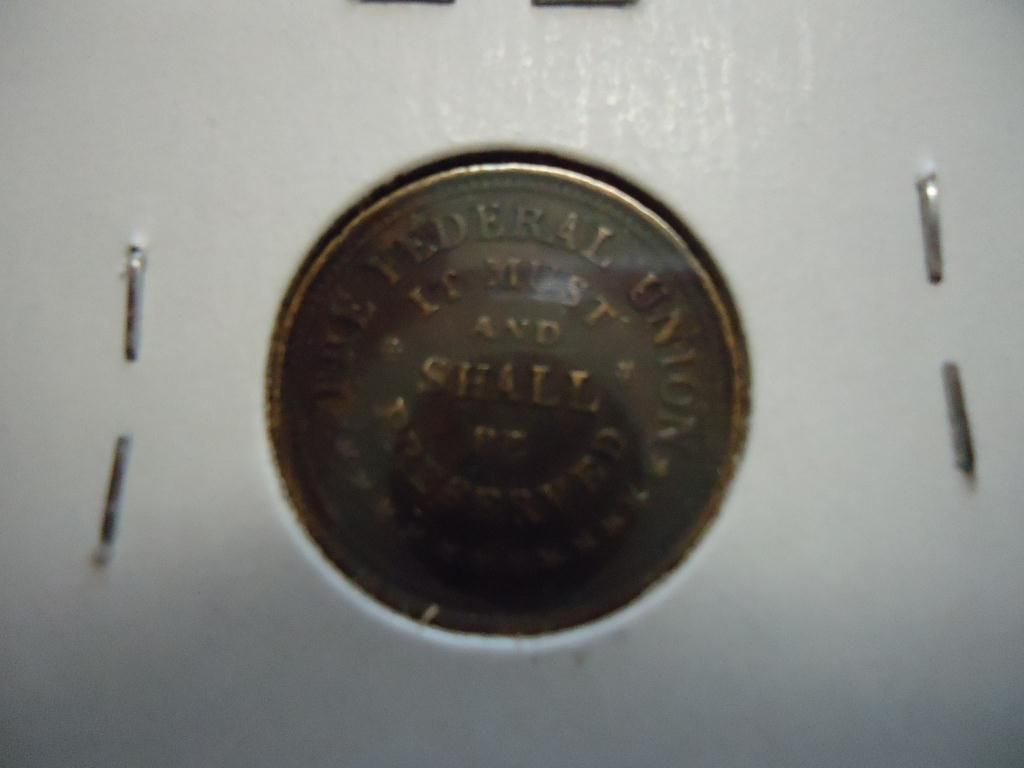 THE FEDERAL UNION
IT MUST
AND
SHALL
BE
PRESERVED